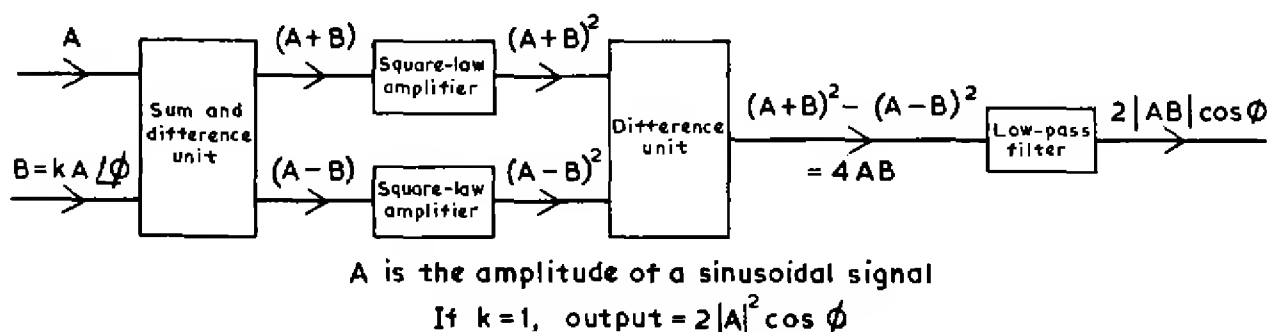 A
(A+B)
(A+B)²
Square-law
amplifier
Sum and
difference
unit
Difference
unit
(A+B)² - (A-B)²
= 4AB
Low-pass
filter
2|AB|cosϕ
B=kA∠ϕ
(A-B)
(A-B)²
Square-law
amplifier
A is the amplitude of a sinusoidal signal
If k=1, output = 2|A|² cos ϕ